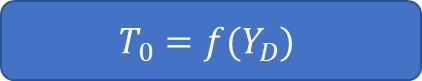 T₀ = f(Y_D)